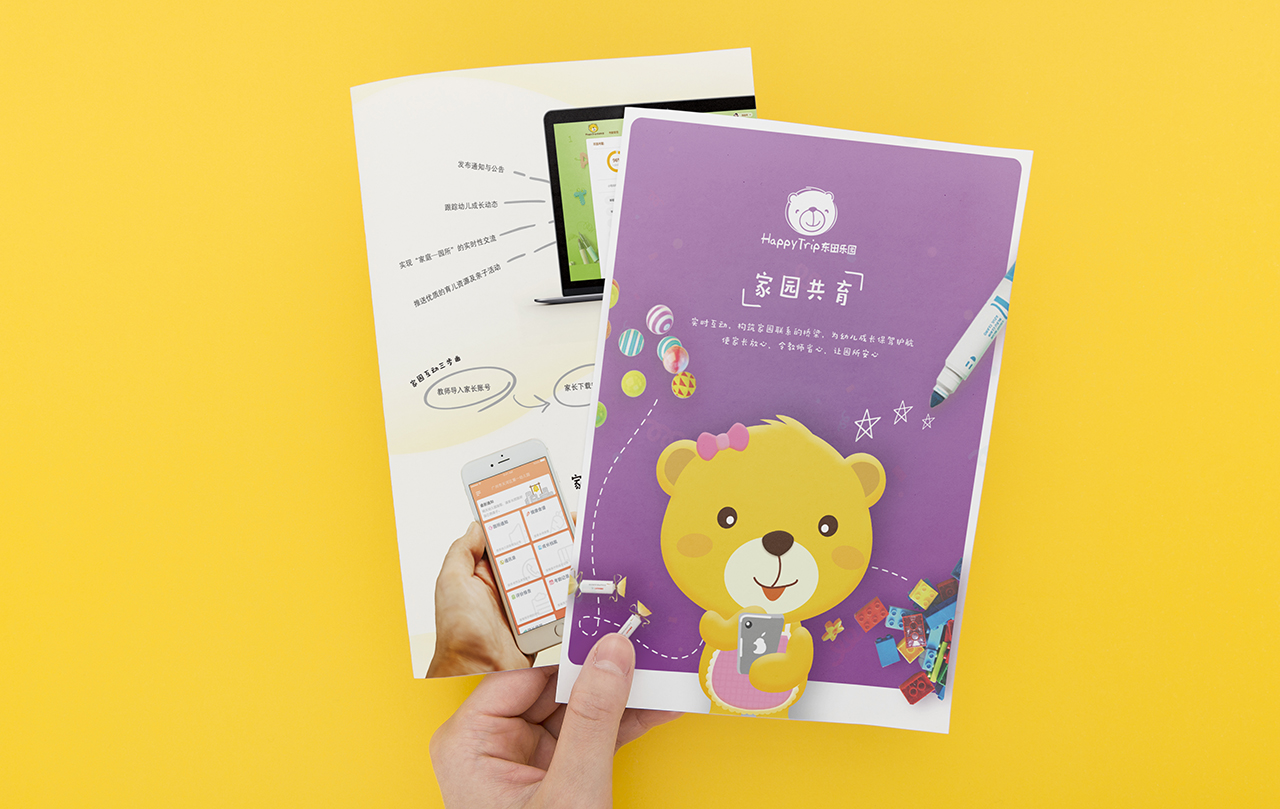 发布通知与公告
跟踪幼儿成长动态
实现“家庭—园所”的实时性交流
推送优质的育儿资源及亲子活动
家园互动三步曲
教师导入家长账号
家长下载
家
HappyTrip东田乐园
家园共育
实时互动，构筑家园联系的桥梁，为幼儿成长保驾护航
使家长放心，令教师省心，让园所安心